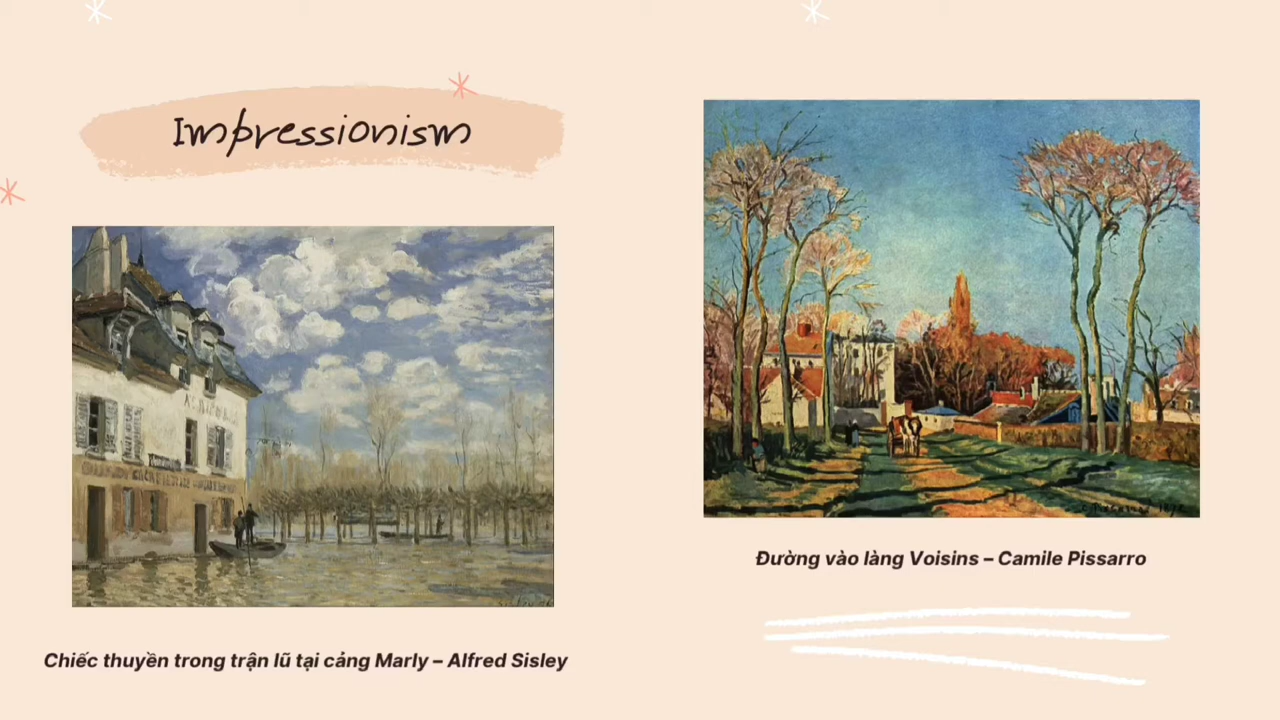 Impressionism
Chiếc thuyền trong trận lũ tại cảng Marly – Alfred Sisley
Đường vào làng Voisins – Camile Pissarro